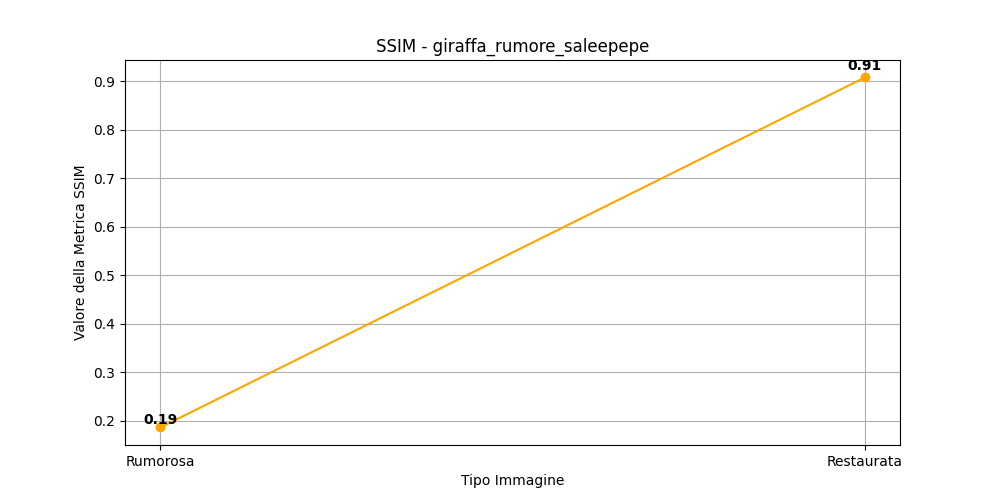 SSIM - giraffa_rumore_saleepepe
0.91
0.9
0.8
0.7
0.6
0.5
0.4
0.3
0.2
0.19
Valore della Metrica SSIM
Rumorosa
Restaurata
Tipo Immagine